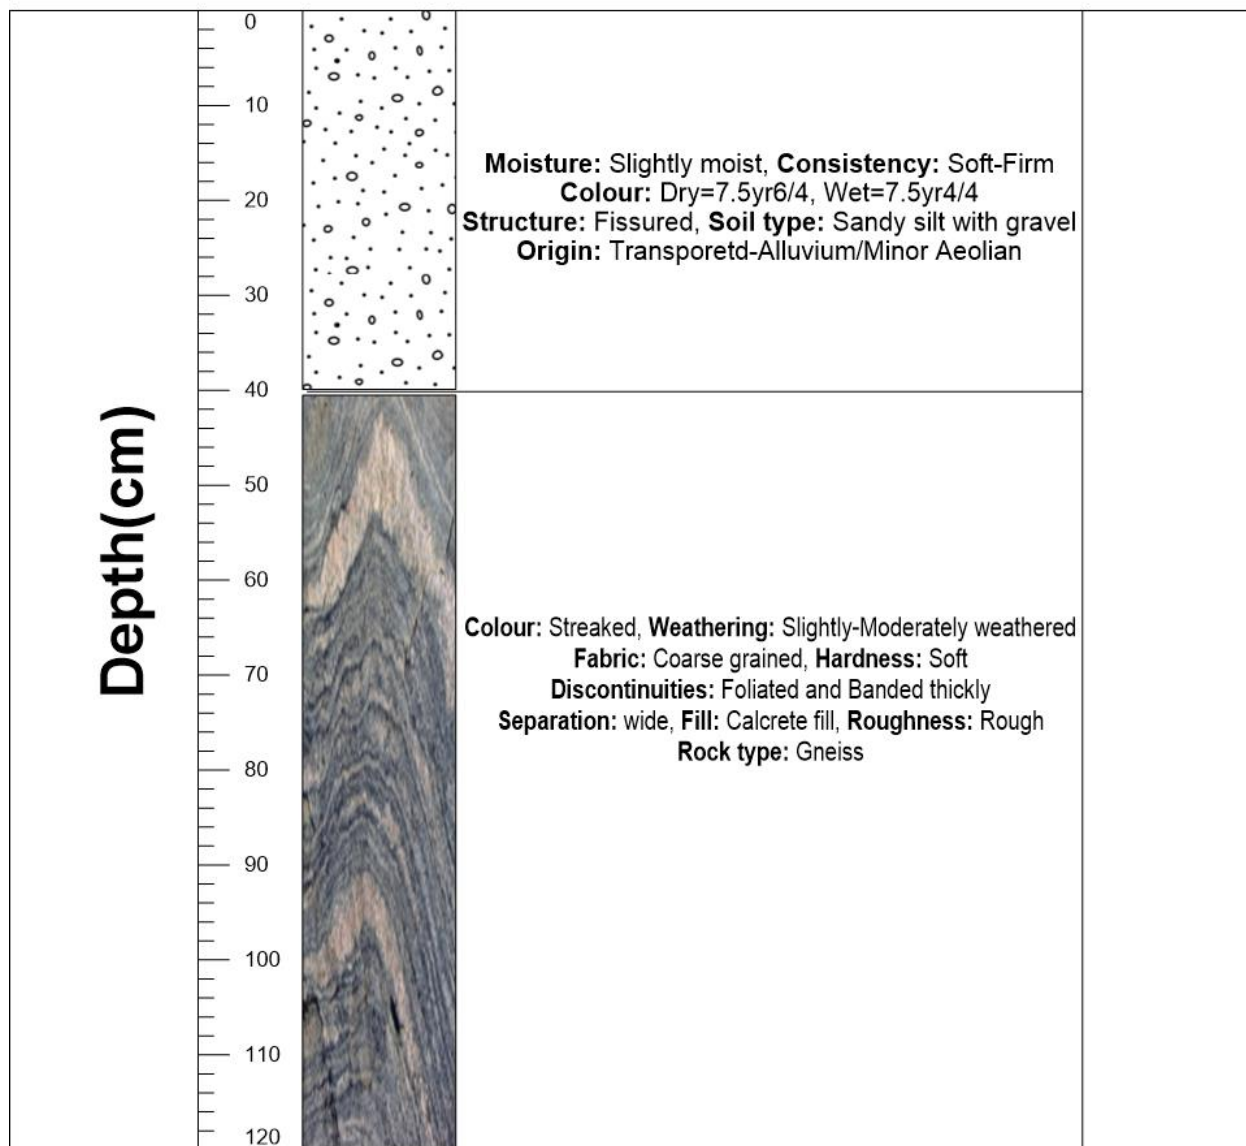 Depth(cm)
0
10
20
30
40
50
60
70
80
90
100
110
120
Moisture: Slightly moist, Consistency: Soft-Firm
Colour: Dry=7.5yr6/4, Wet=7.5yr4/4
Structure: Fissured, Soil type: Sandy silt with gravel
Origin: Transporetd-Alluvium/Minor Aeolian
Colour: Streaked, Weathering: Slightly-Moderately weathered
Fabric: Coarse grained, Hardness: Soft
Discontinuities: Foliated and Banded thickly
Separation: wide, Fill: Calcrete fill, Roughness: Rough
Rock type: Gneiss